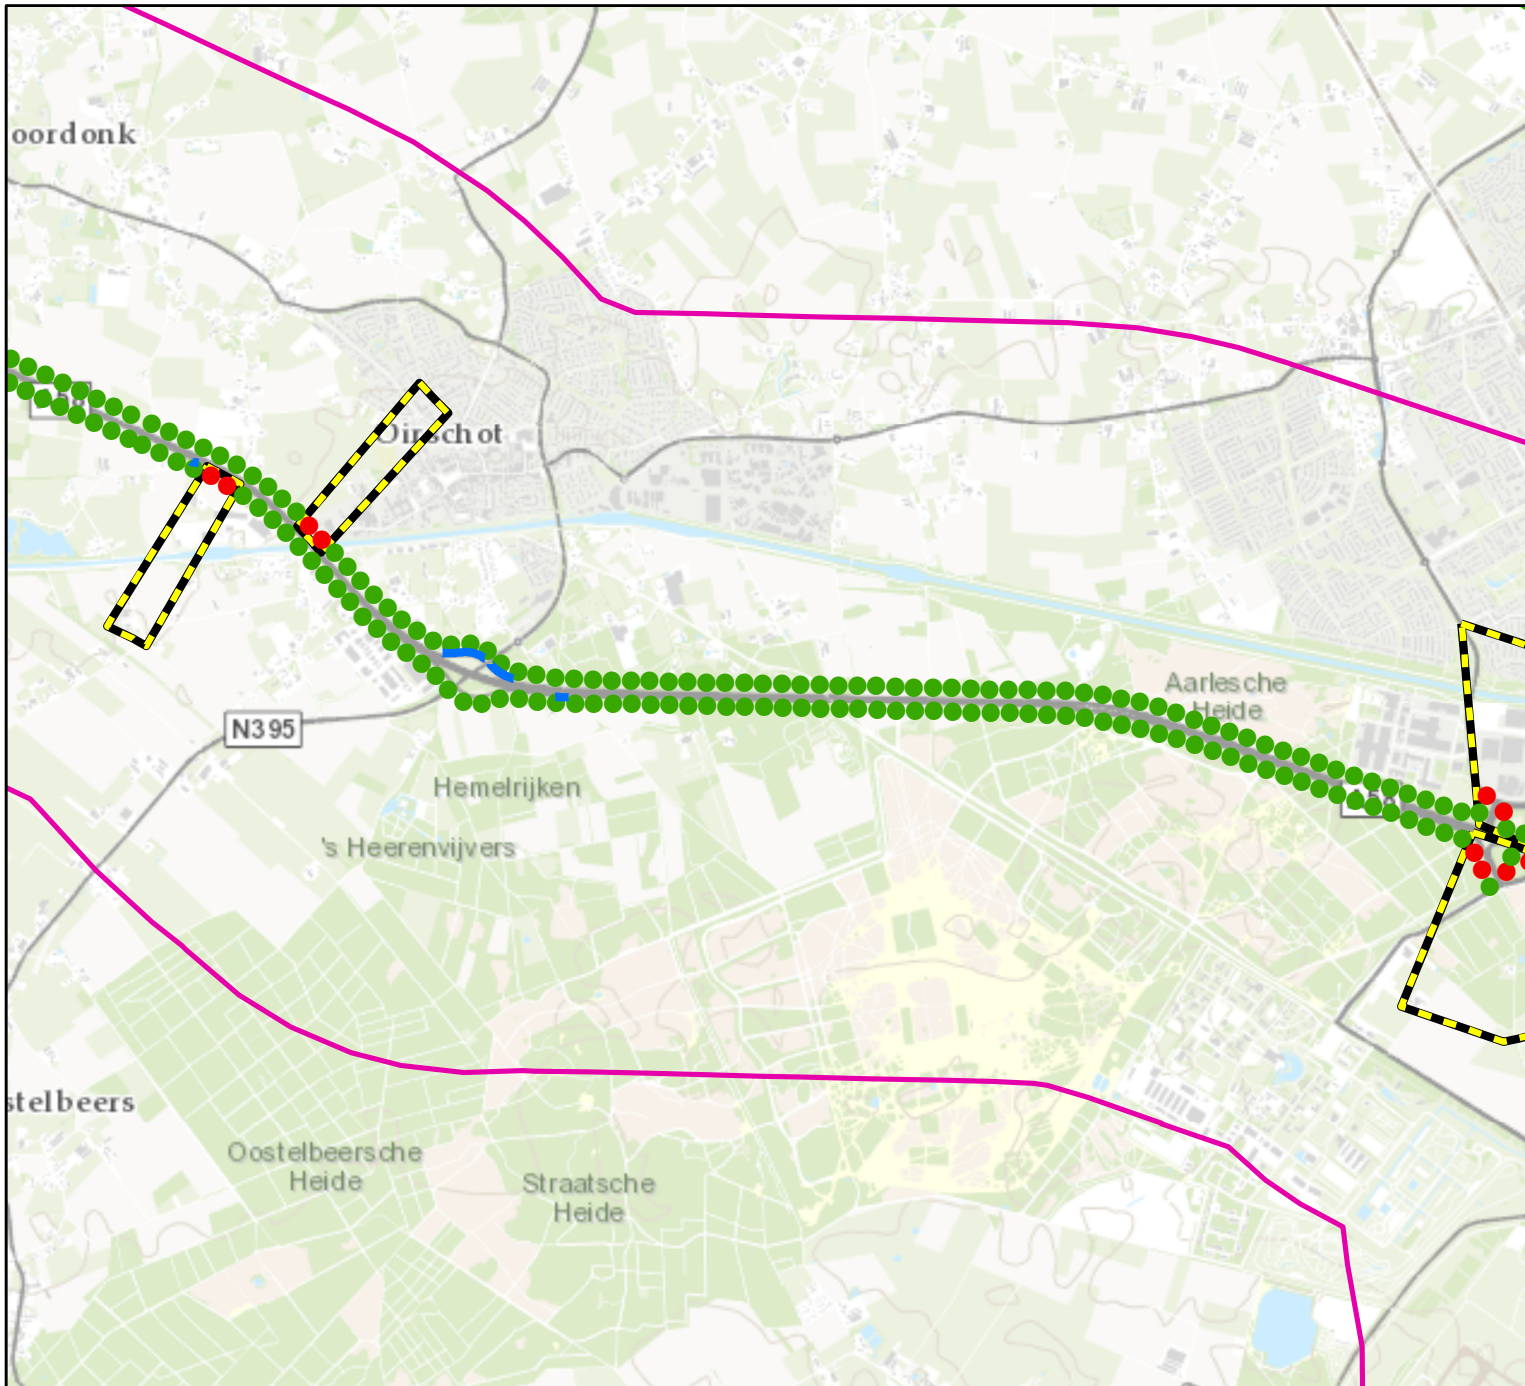 oordonk
Oirschot
Aarlesche
Heide
N395
Hemelrijken
's Heerenvijvers
stelbeers
Oostelbeersche
Heide
Straatsche
Heide